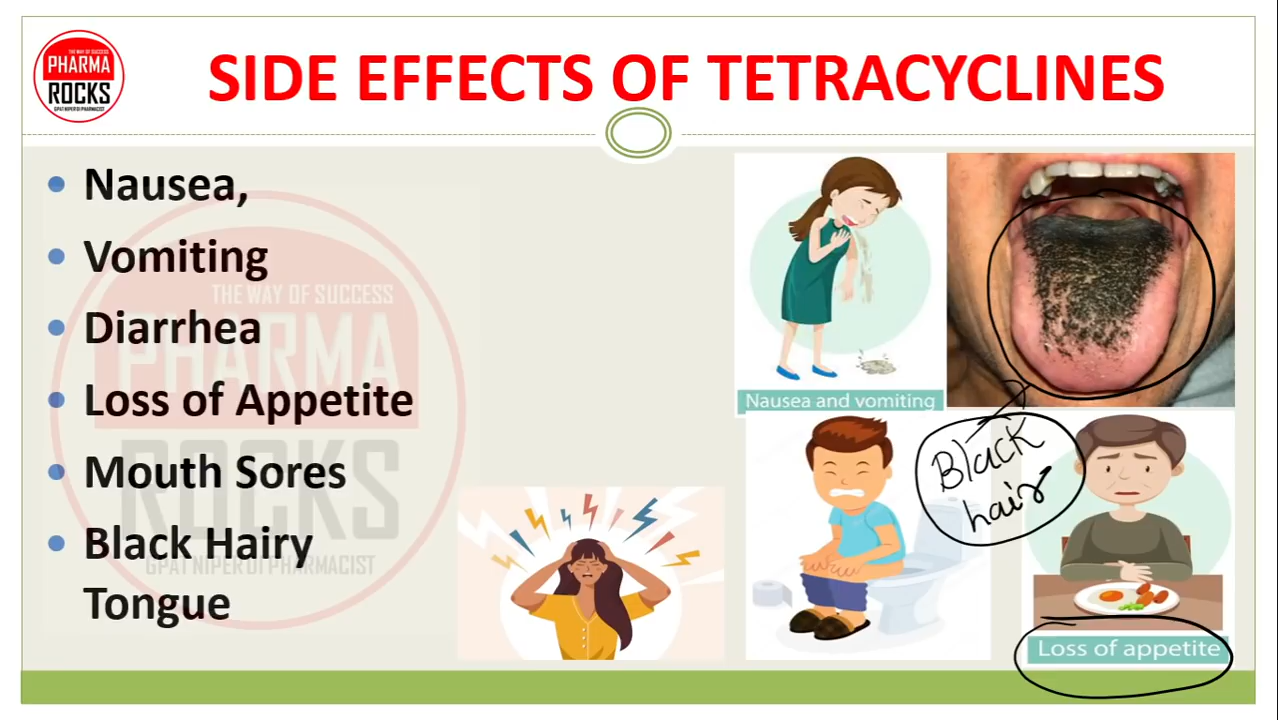 THE WAY OF SUCCESS
PHARMA
ROCKS
GPAT NIPER DI PHARMACIST
SIDE EFFECTS OF TETRACYCLINES
• Nausea,
• Vomiting
• Diarrhea
• Loss of Appetite
• Mouth Sores
• Black Hairy
Tongue
THE WAY OF SUCCESS
PHARMA
ROCKS
GPAT NIPER DI PHARMACIST
Nausea and vomiting
Black
hair
Loss of appetite